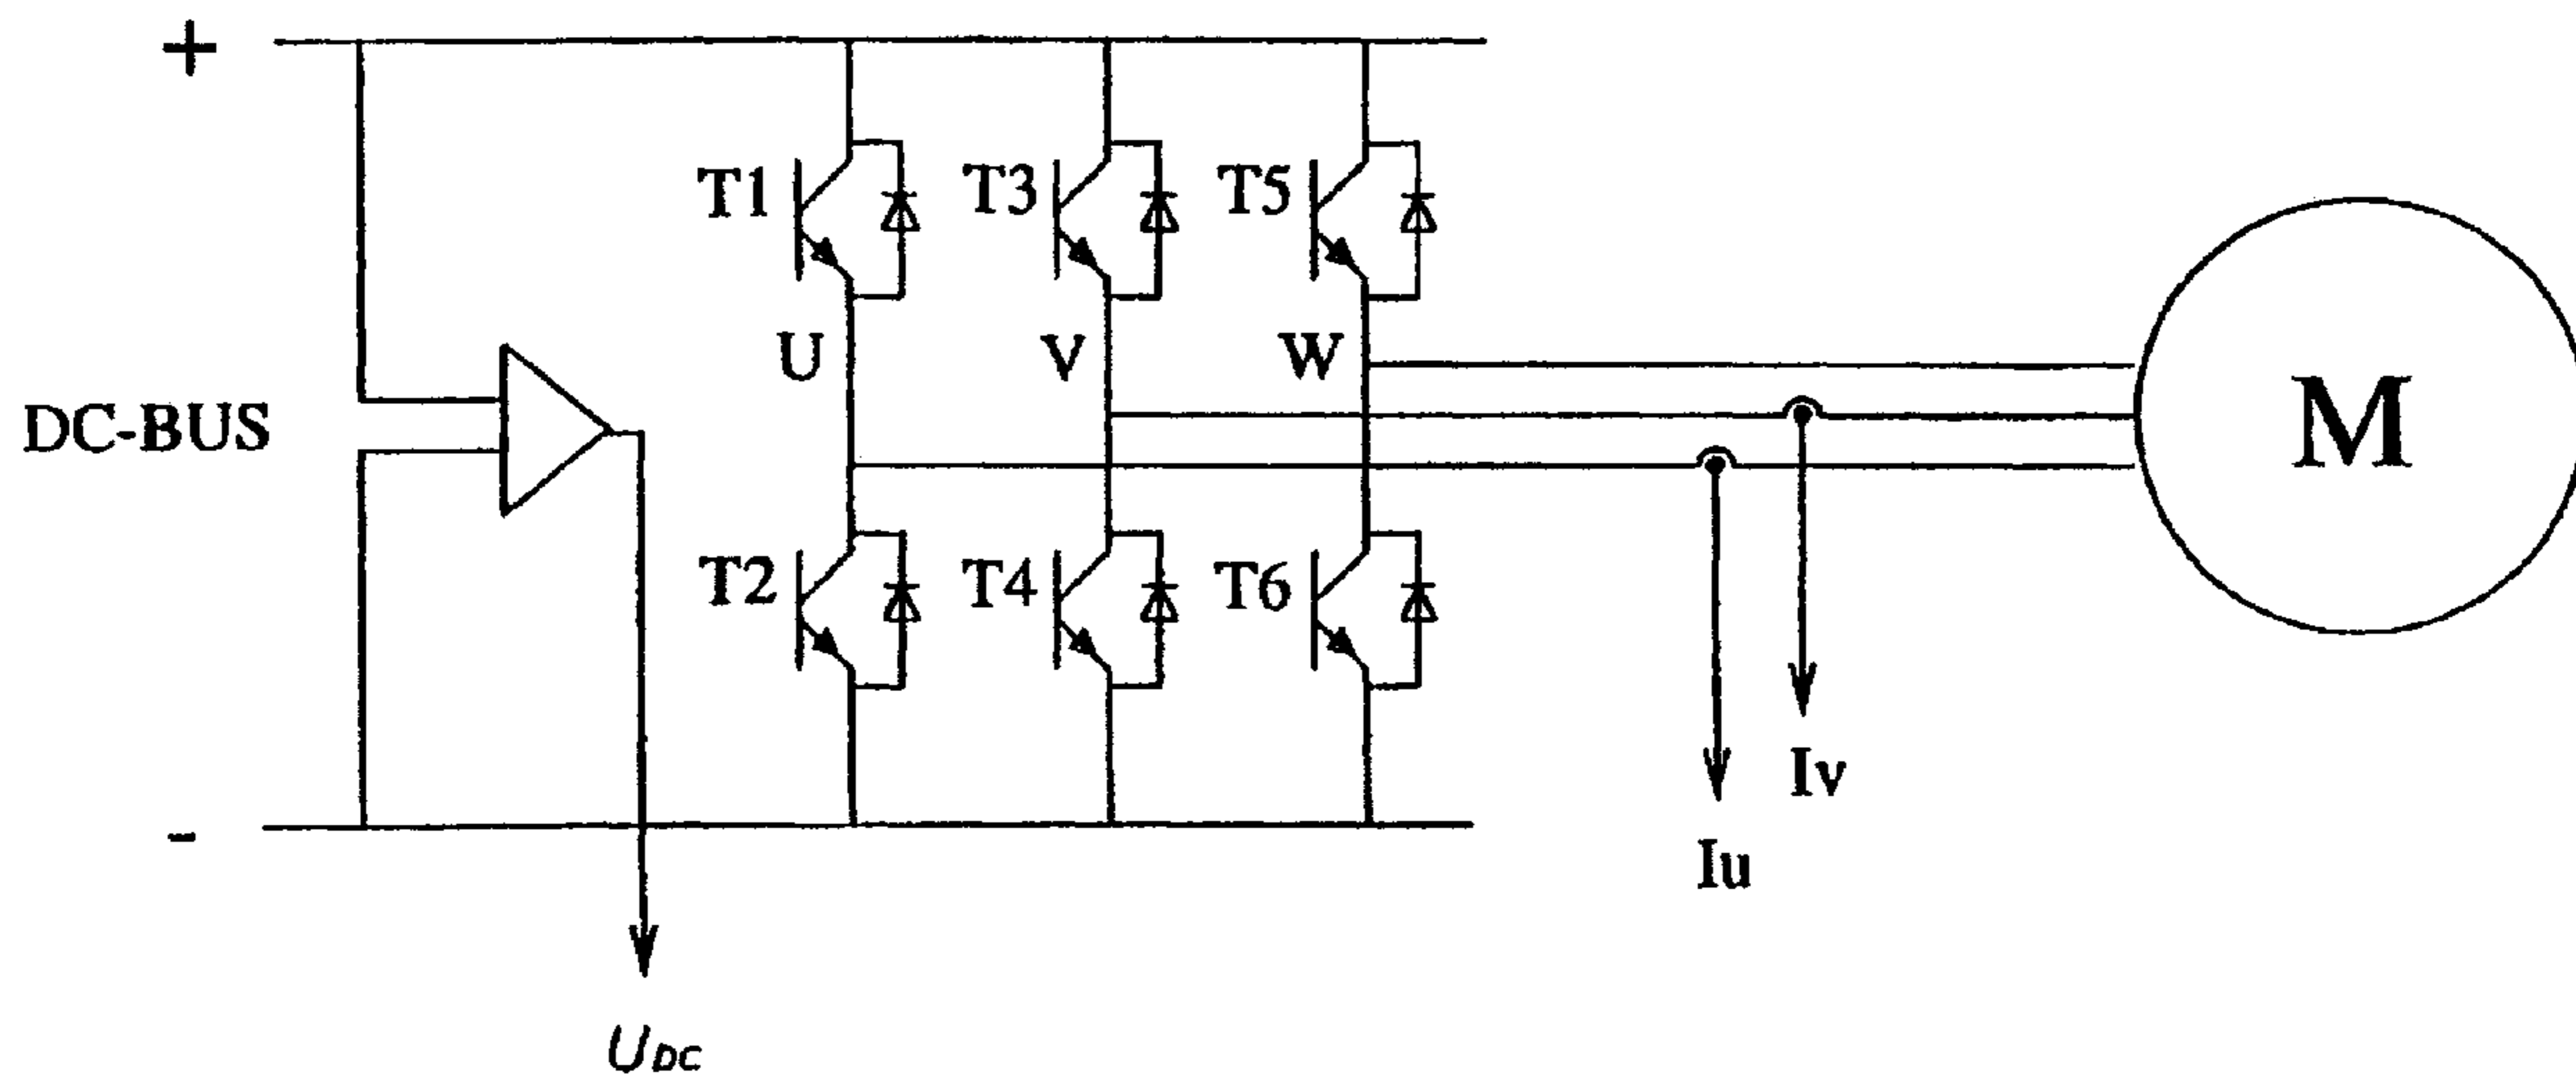 +
T1 T3 T5
U V W
DC-BUS
M
T2 T4 T6
Iv
-
Iu
UDC